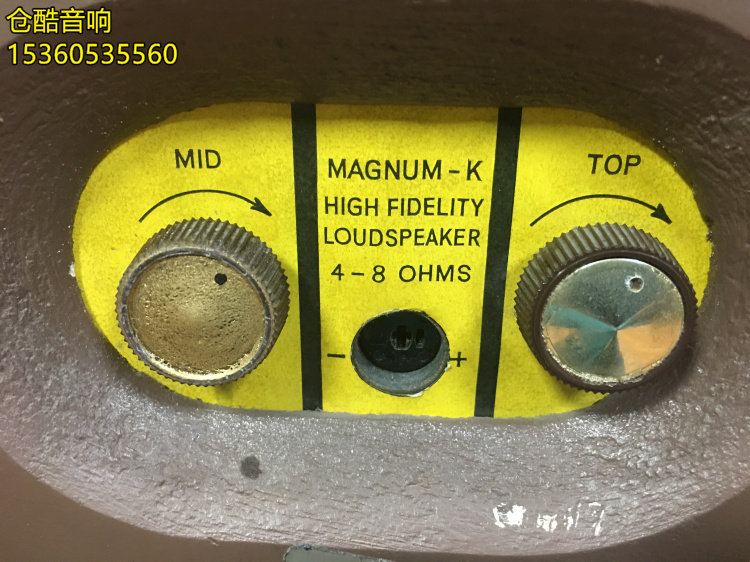 仓酷音响
15360535560
MID
MAGNUM-K
HIGH FIDELITY
LOUDSPEAKER
4-8 OHMS
- +
TOP